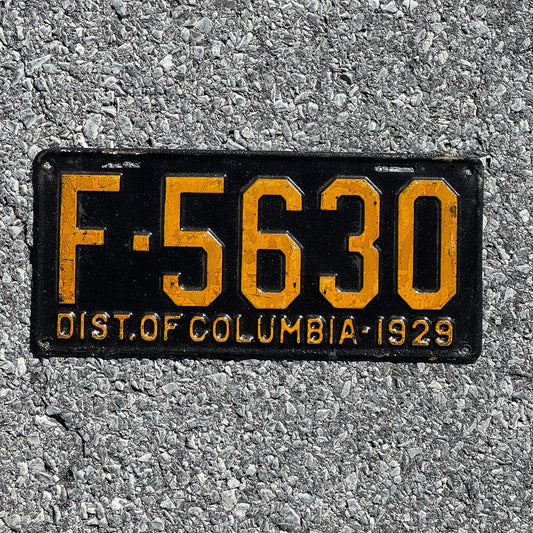 F·5630
DIST. OF COLUMBIA-1929